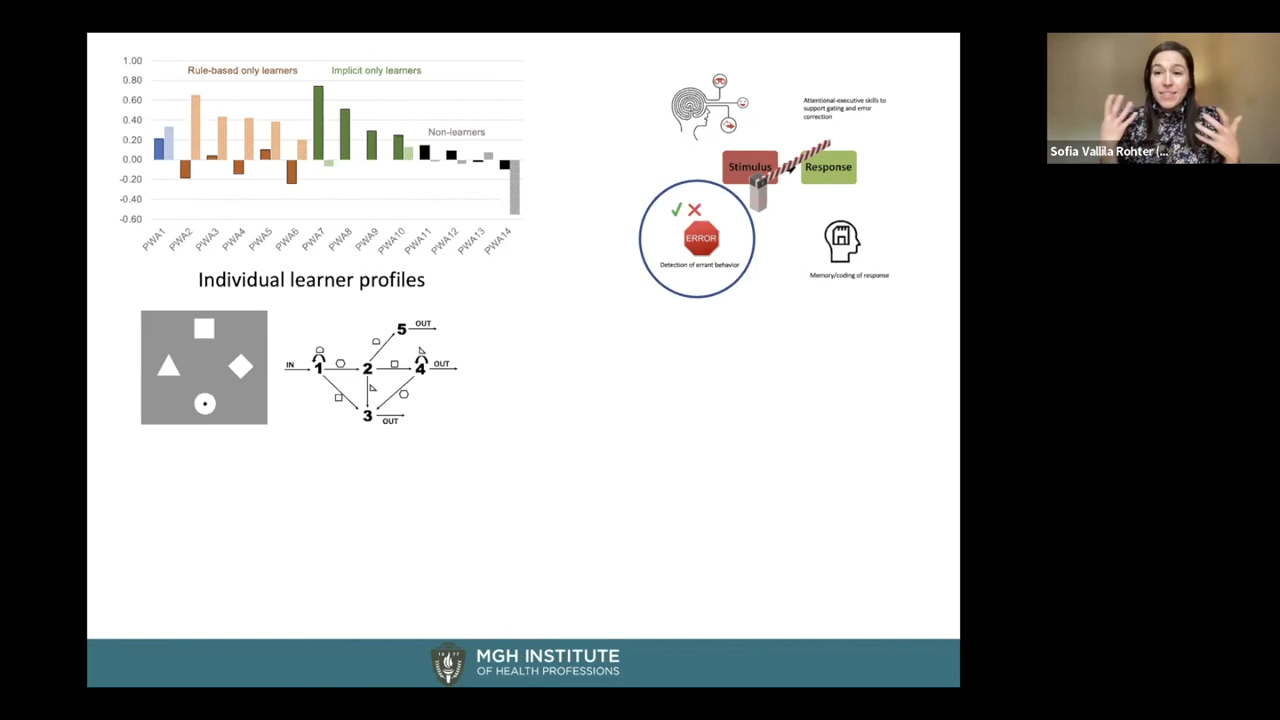 1.00
0.80
0.60
0.40
0.20
0.00
-0.20
-0.40
-0.60
Rule-based only learners
Implicit only learners
Non-learners
PWA1
PWA2
PWA3
PWA4
PWA5
PWA6
PWA7
PWA8
PWA9
PWA10
PWA11
PWA12
PWA13
PWA14
Individual learner profiles
IN
1
2
3
4
5
OUT
OUT
OUT
Attentional-executive skills to
support gating and error
correction
Stimulus
Response
ERROR
Detection of errant behavior
Memory/coding of response
Sofia Vallila Rohter (...
1877
MGH INSTITUTE
OF HEALTH PROFESSIONS